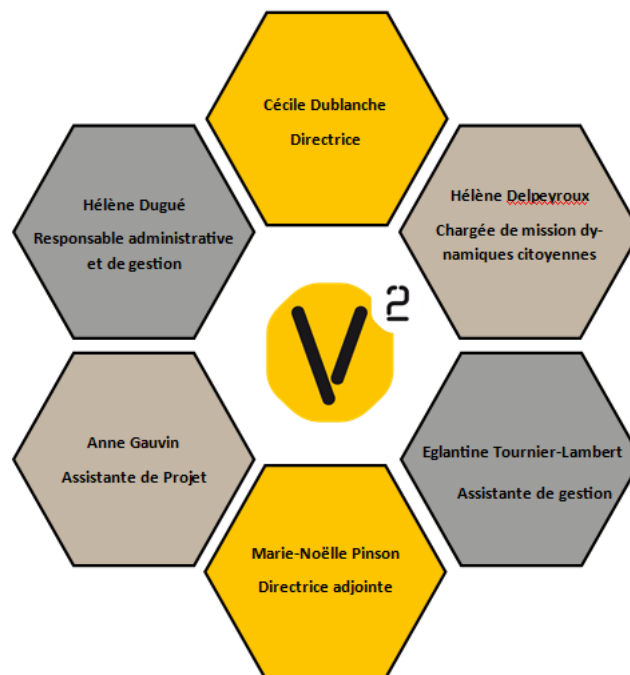 Cécile Dublanche
Directrice
Hélène Dugué
Responsable administrative
et de gestion
Hélène Delpeyroux
Chargée de mission dy-
namiques citoyennes
V2
Anne Gauvin
Assistante de Projet
Eglantine Tournier-Lambert
Assistante de gestion
Marie-Noëlle Pinson
Directrice adjointe